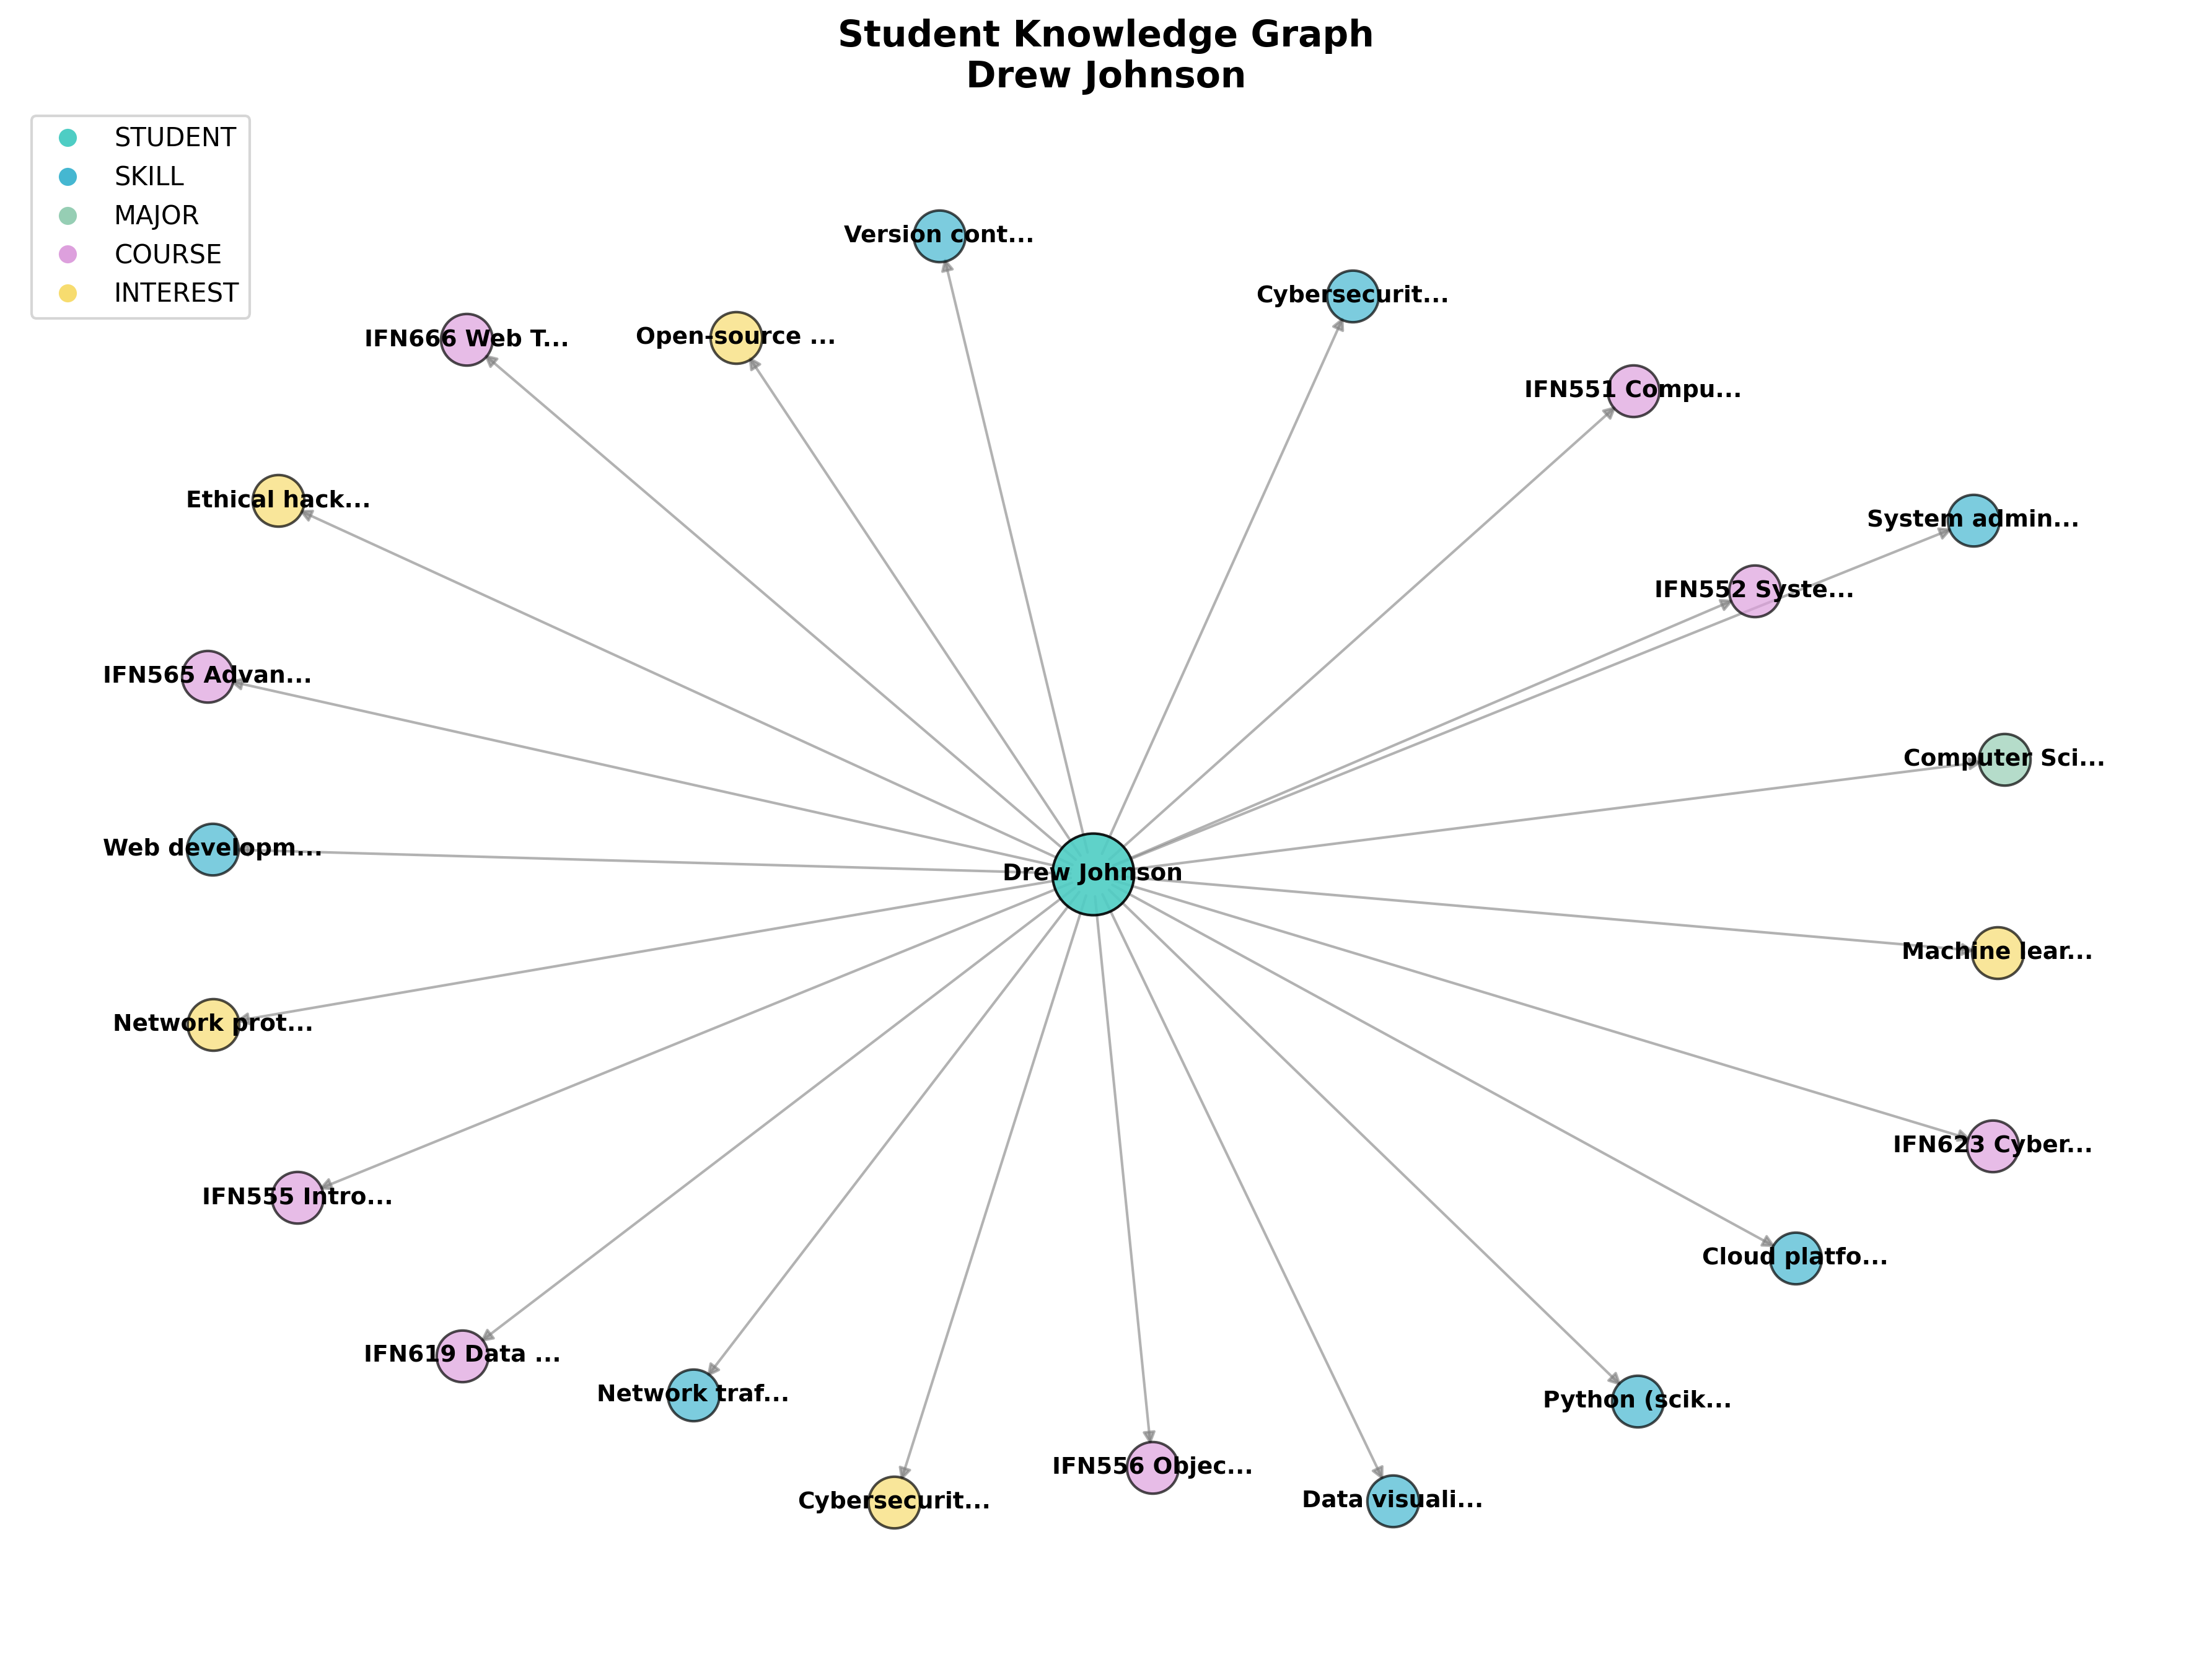 Student Knowledge Graph
Drew Johnson
STUDENT
SKILL
MAJOR
COURSE
INTEREST
Version cont...
Cybersecurit...
IFN666 Web T...
Open-source ...
IFN551 Compu...
Ethical hack...
System admin...
IFN552 Syste...
IFN565 Advan...
Computer Sci...
Web developm...
Drew Johnson
Machine lear...
Network prot...
IFN623 Cyber...
IFN555 Intro...
Cloud platfo...
IFN619 Data ...
Network traf...
Python (scik...
IFN556 Objec...
Cybersecurit...
Data visuali...